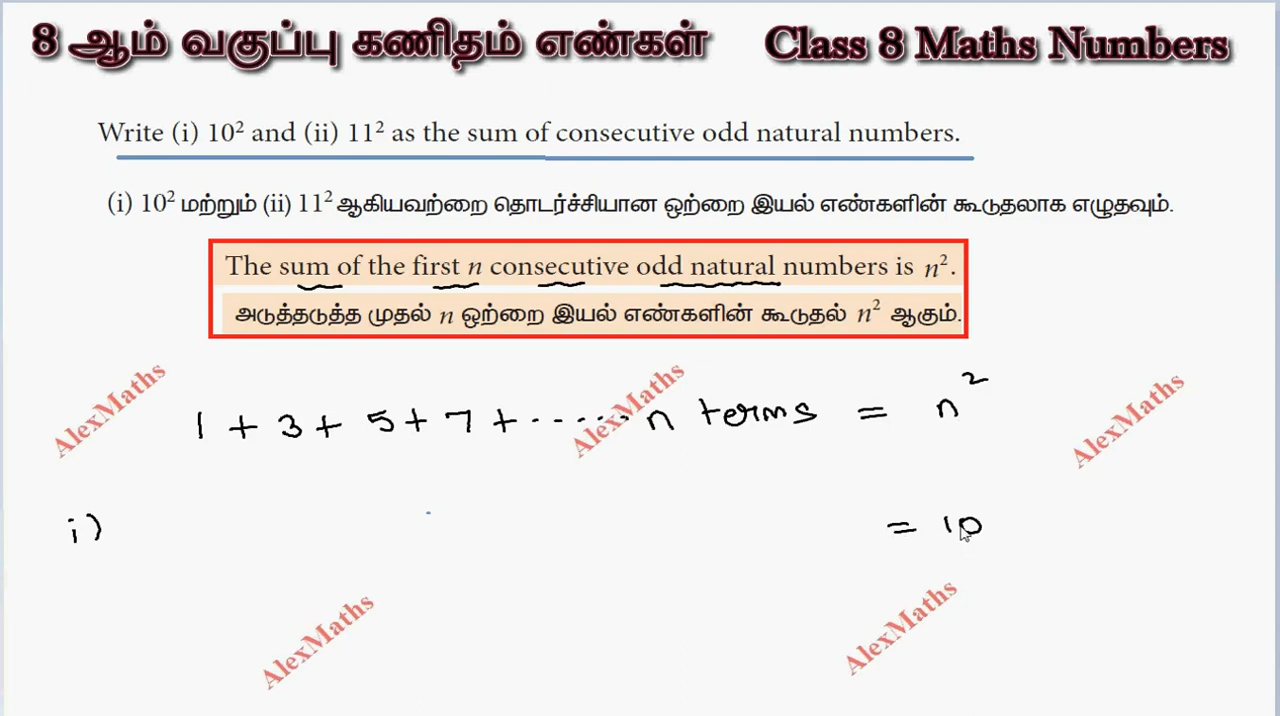 8 ஆம் வகுப்பு கணிதம் எண்கள் Class 8 Maths Numbers
Write (i) 10² and (ii) 11² as the sum of consecutive odd natural numbers.
(i) 10² மற்றும் (ii) 11² ஆகியவற்றை தொடர்ச்சியான ஒற்றை இயல் எண்களின் கூடுதலாக எழுதவும்.
The sum of the first n consecutive odd natural numbers is n².
அடுத்தடுத்த முதல் n ஒற்றை இயல் எண்களின் கூடுதல் n² ஆகும்.
AlexMaths AlexMaths AlexMaths
1 + 3 + 5 + 7 + ...... n terms = n²
i) = 10
AlexMaths AlexMaths